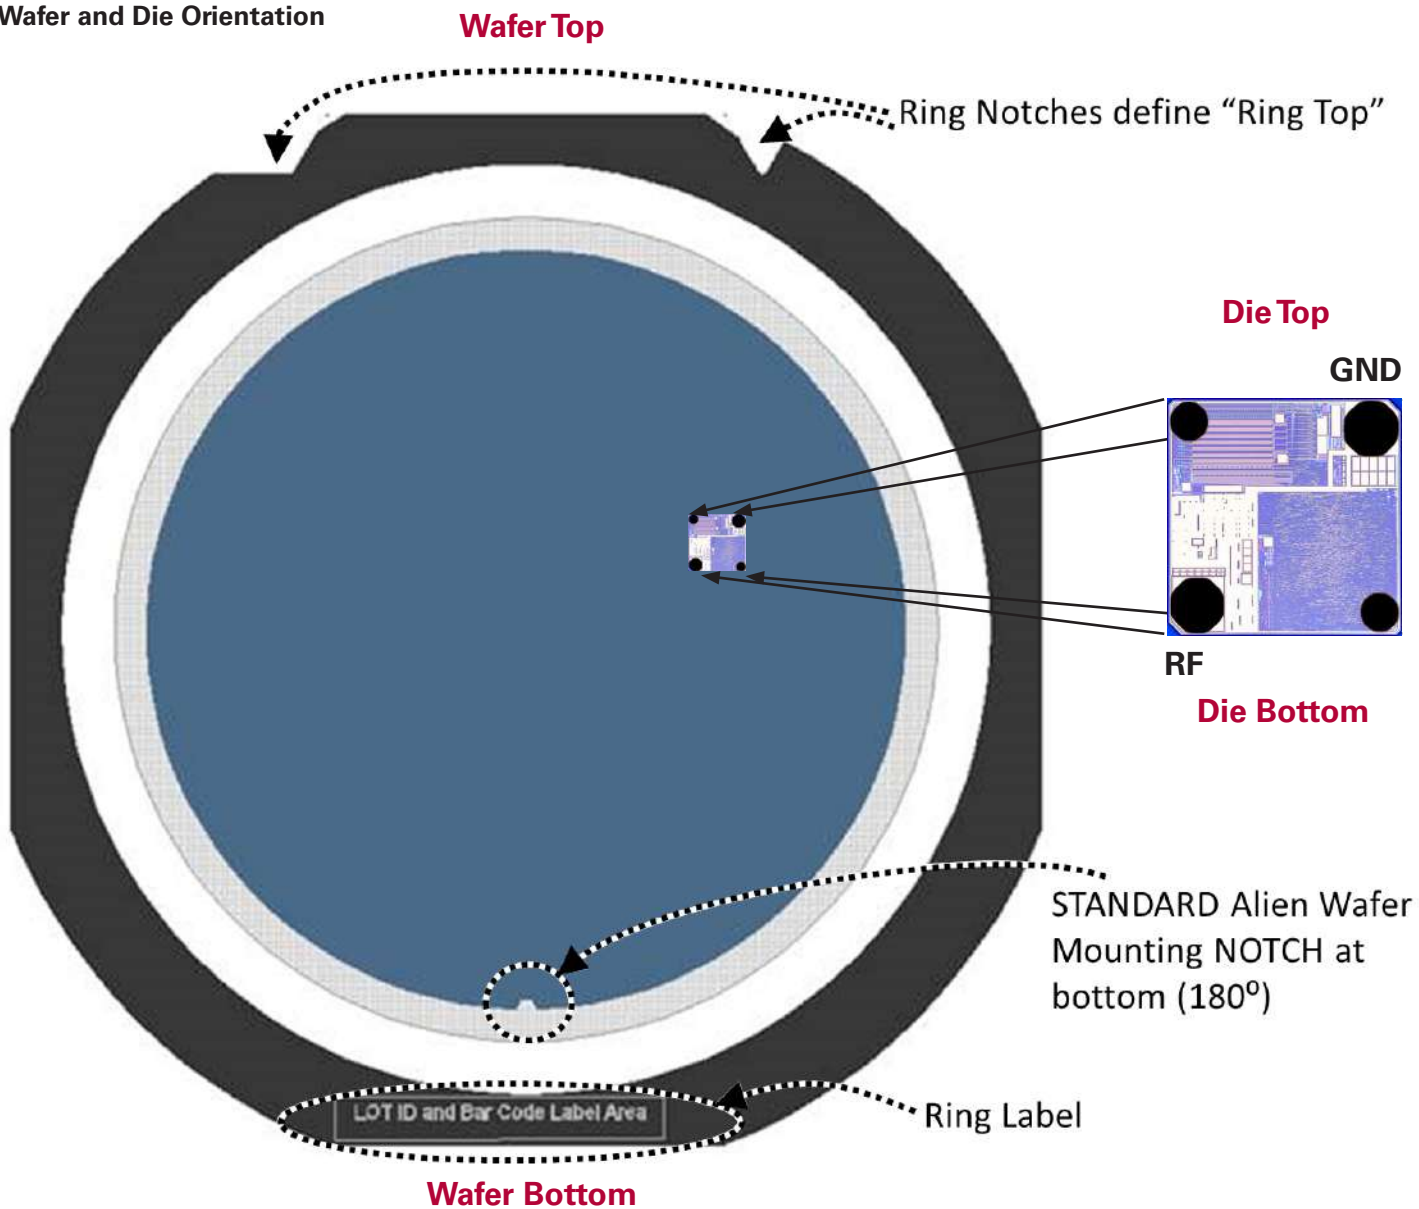 Wafer and Die Orientation
Wafer Top
Ring Notches define “Ring Top”
Die Top
GND
RF
Die Bottom
STANDARD Alien Wafer
Mounting NOTCH at
bottom (180⁰)
LOT ID and Bar Code Label Area
Ring Label
Wafer Bottom